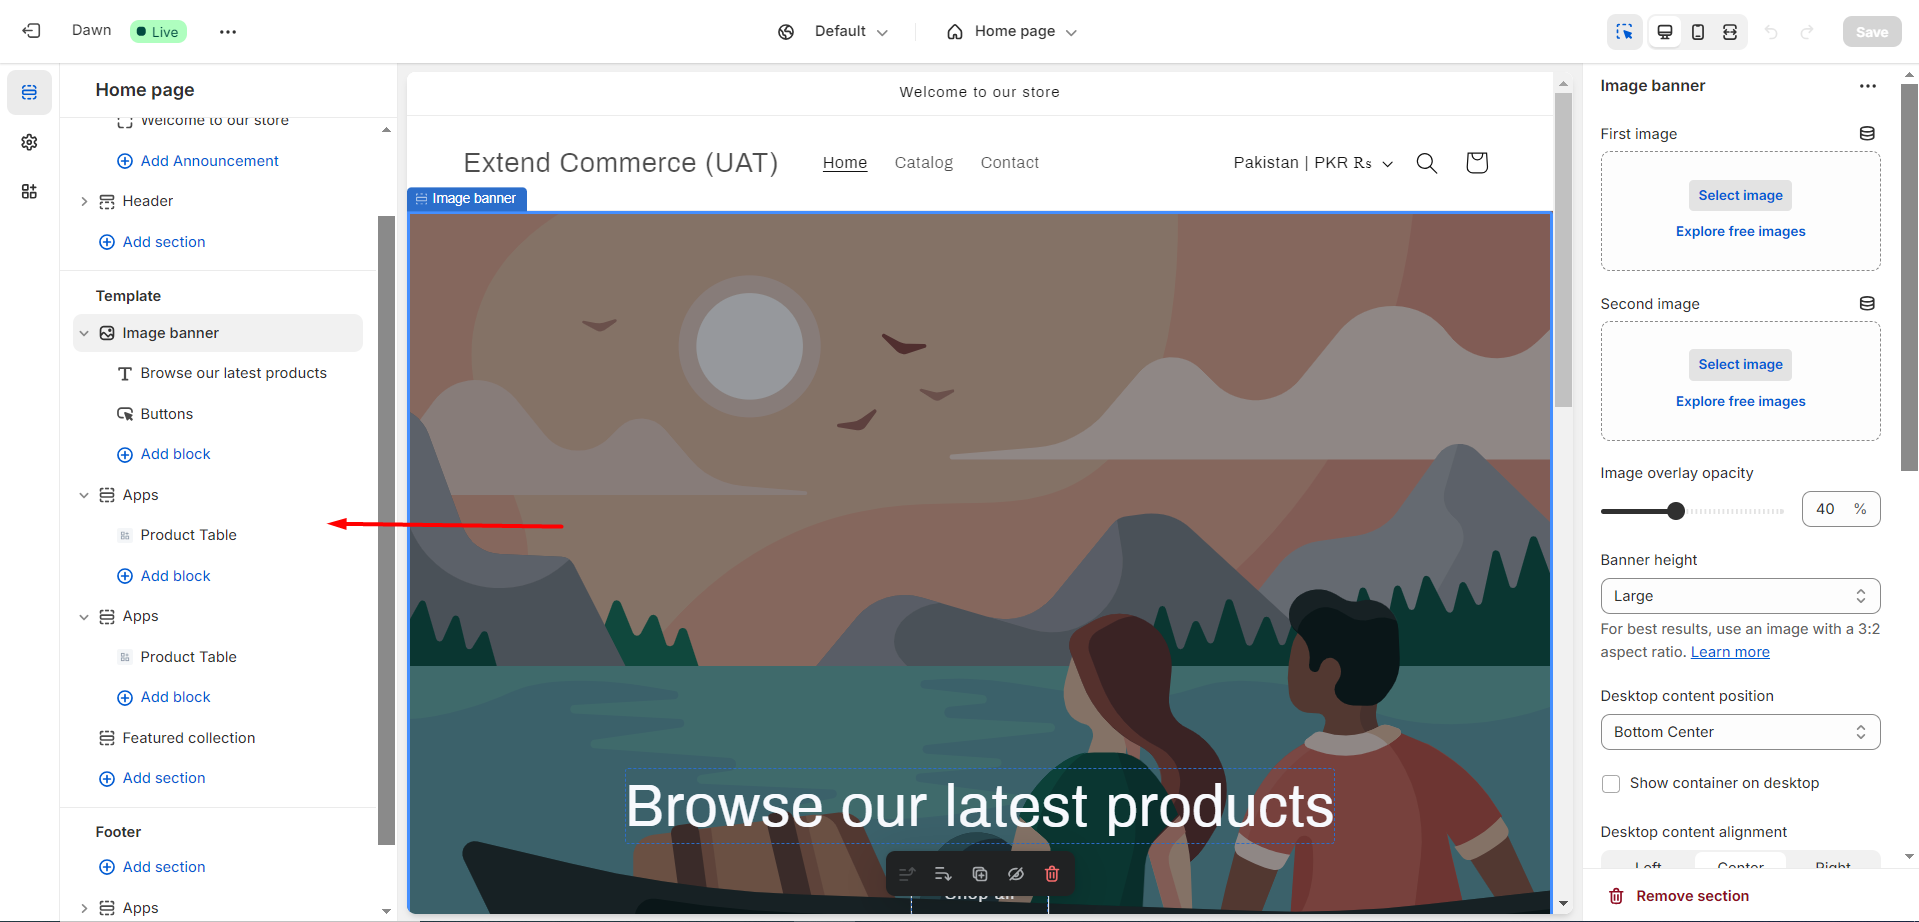 Dawn
Live
Default
Home page
Save
Home page
Welcome to our store
Add Announcement
Header
Add section
Template
Image banner
Browse our latest products
Buttons
Add block
Apps
Product Table
Add block
Apps
Product Table
Add block
Featured collection
Add section
Footer
Add section
Apps
Welcome to our store
Extend Commerce (UAT)
Home
Catalog
Contact
Pakistan | PKR ₨
Image banner
Browse our latest products
Shop all
Image banner
First image
Select image
Explore free images
Second image
Select image
Explore free images
Image overlay opacity
40 %
Banner height
Large
For best results, use an image with a 3:2
aspect ratio. Learn more
Desktop content position
Bottom Center
Show container on desktop
Desktop content alignment
Left
Center
Right
Remove section